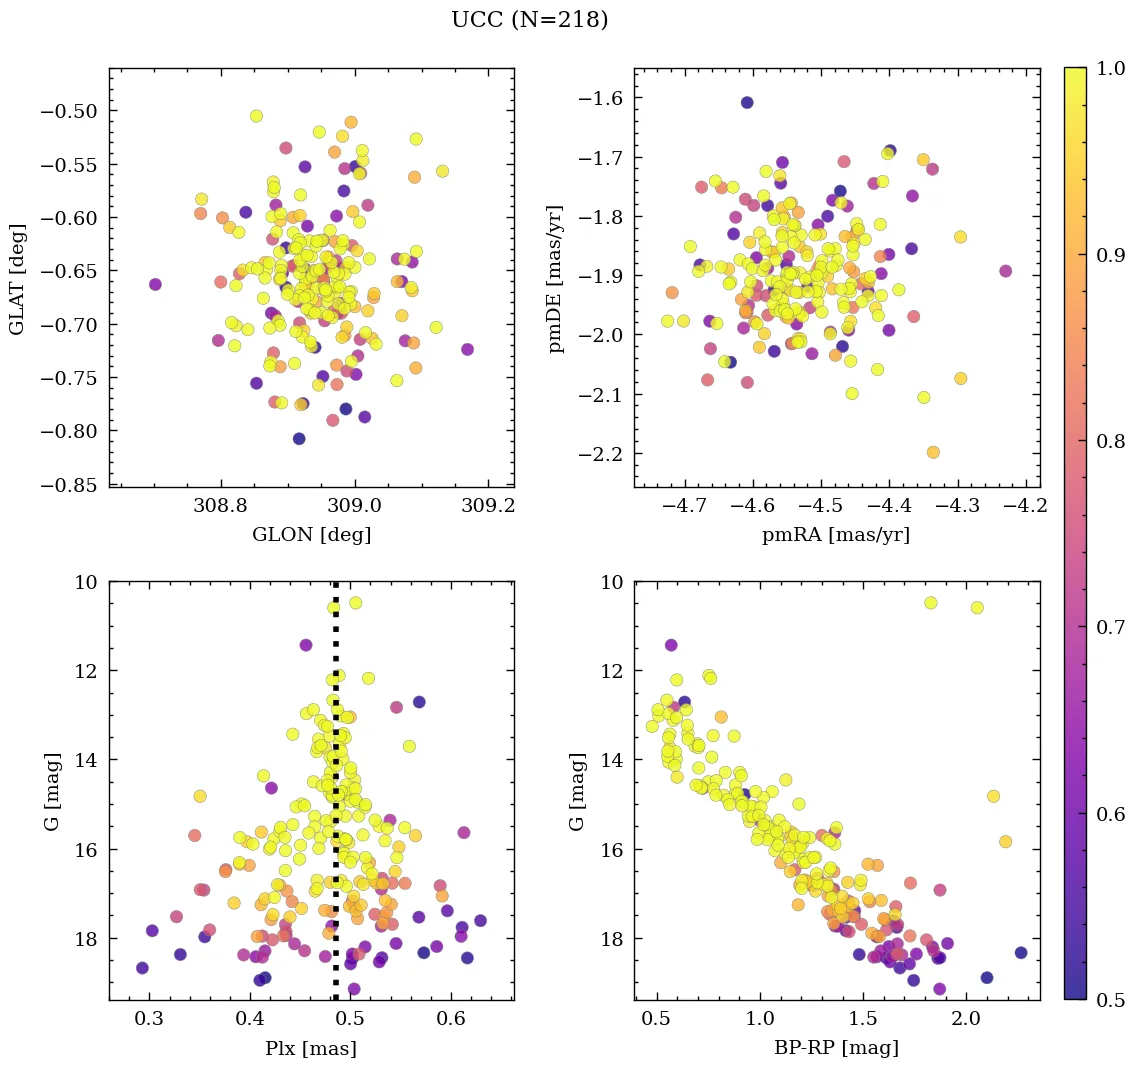 UCC (N=218)
−0.50
−0.55
−0.60
−0.65
−0.70
−0.75
−0.80
−0.85
GLAT [deg]
308.8 309.0 309.2
GLON [deg]
−1.6
−1.7
−1.8
−1.9
−2.0
−2.1
−2.2
pmDE [mas/yr]
−4.7 −4.6 −4.5 −4.4 −4.3 −4.2
pmRA [mas/yr]
10
12
14
16
18
G [mag]
0.3 0.4 0.5 0.6
Plx [mas]
10
12
14
16
18
G [mag]
0.5 1.0 1.5 2.0
BP-RP [mag]
1.0
0.9
0.8
0.7
0.6
0.5